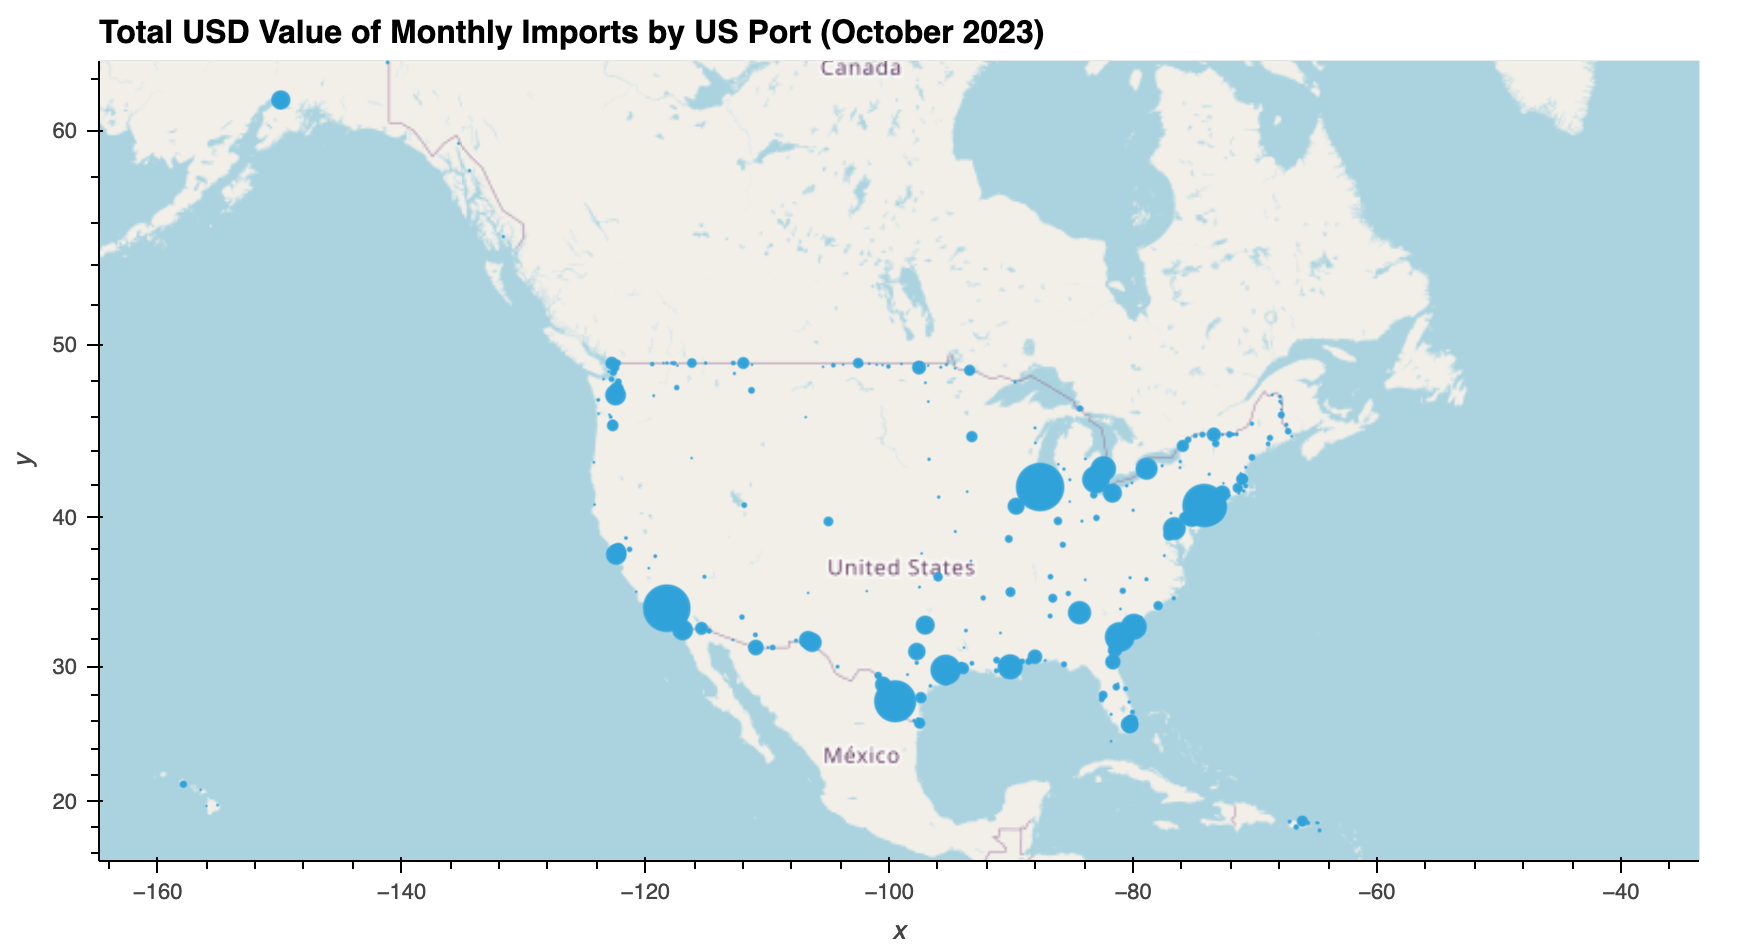 Total USD Value of Monthly Imports by US Port (October 2023)
Canada
60
50
y
40
United States
30
México
20
−160 −140 −120 −100 −80 −60 −40
x